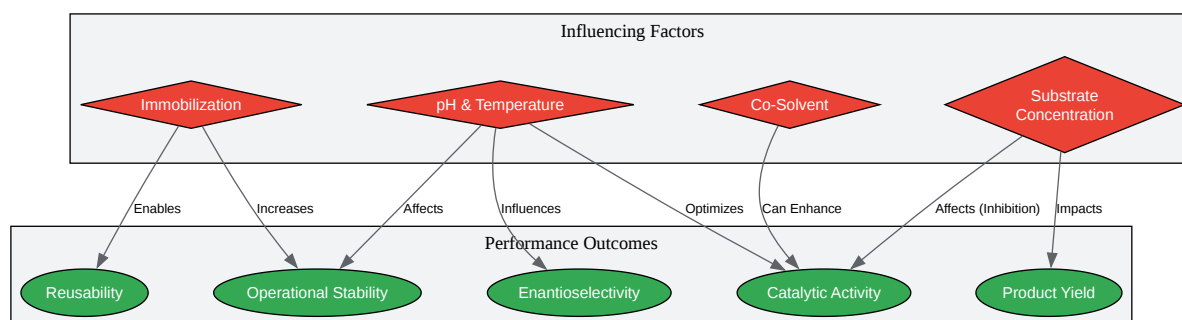 Influencing Factors
Immobilization
pH & Temperature
Co-Solvent
Substrate
Concentration
Enables
Increases
Affects
Influences
Optimizes
Can Enhance
Affects (Inhibition)
Impacts
Performance Outcomes
Reusability
Operational Stability
Enantioselectivity
Catalytic Activity
Product Yield